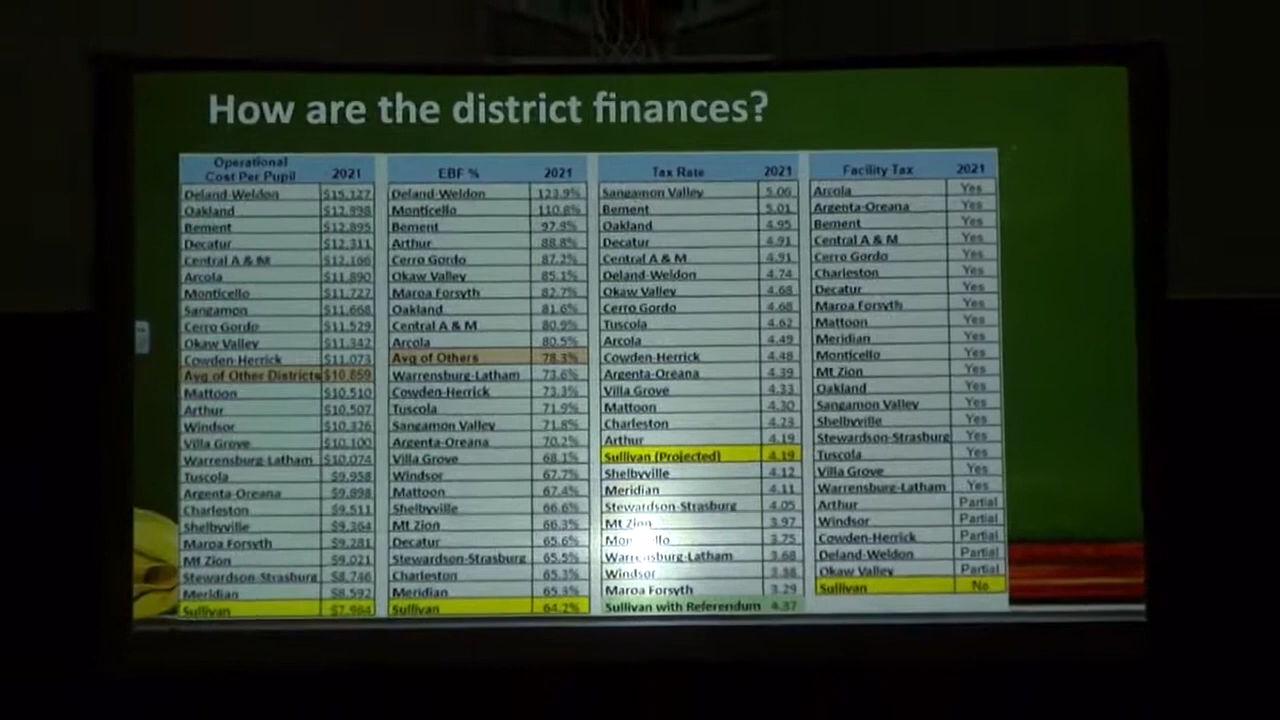 How are the district finances?
Operational Cost Per Pupil 2021
Deland-Weldon $15,127
Oakland $12,998
Bement $12,895
Decatur $12,311
Central A & M $12,166
Arcola $11,890
Monticello $11,727
Sangamon $11,668
Cerro Gordo $11,529
Okaw Valley $11,342
Cowden-Herrick $11,073
Avg of Other Districts $10,859
Mattoon $10,510
Arthur $10,507
Windsor $10,326
Villa Grove $10,100
Warrensburg-Latham $10,074
Tuscola $9,958
Argenta-Oreana $9,898
Charleston $9,511
Shelbyville $9,364
Maroa Forsyth $9,281
Mt Zion $9,021
Stewardson-Strasburg $8,746
Meridian $8,592
Sullivan $7,984
EBF % 2021
Deland-Weldon 123.9%
Monticello 110.8%
Bement 97.9%
Arthur 88.8%
Cerro Gordo 87.2%
Okaw Valley 85.1%
Maroa Forsyth 82.7%
Oakland 81.6%
Central A & M 80.9%
Arcola 80.5%
Avg of Others 78.3%
Warrensburg-Latham 73.6%
Cowden-Herrick 73.3%
Tuscola 71.9%
Sangamon Valley 71.8%
Argenta-Oreana 70.2%
Villa Grove 68.1%
Windsor 67.7%
Mattoon 67.4%
Shelbyville 66.6%
Mt Zion 66.3%
Decatur 65.6%
Stewardson-Strasburg 65.5%
Charleston 65.3%
Meridian 65.3%
Sullivan 64.2%
Tax Rate 2021
Sangamon Valley 5.06
Bement 5.01
Oakland 4.95
Decatur 4.91
Central A & M 4.91
Deland-Weldon 4.74
Okaw Valley 4.68
Cerro Gordo 4.68
Tuscola 4.62
Arcola 4.49
Cowden-Herrick 4.48
Argenta-Oreana 4.39
Villa Grove 4.33
Mattoon 4.30
Charleston 4.23
Arthur 4.19
Sullivan (Projected) 4.19
Shelbyville 4.12
Meridian 4.11
Stewardson-Strasburg 4.05
Mt Zion 3.97
Monticello 3.75
Warrensburg-Latham 3.68
Windsor
Maroa Forsyth 3.29
Sullivan with Referendum 4.37
Facility Tax 2021
Arcola Yes
Argenta-Oreana Yes
Bement Yes
Central A & M Yes
Cerro Gordo Yes
Charleston Yes
Decatur Yes
Maroa Forsyth Yes
Mattoon Yes
Meridian Yes
Monticello Yes
Mt Zion Yes
Oakland Yes
Sangamon Valley Yes
Shelbyville Yes
Stewardson-Strasburg Yes
Tuscola Yes
Villa Grove Yes
Warrensburg-Latham Yes
Arthur Partial
Windsor Partial
Cowden-Herrick Partial
Deland-Weldon Partial
Okaw Valley Partial
Sullivan No